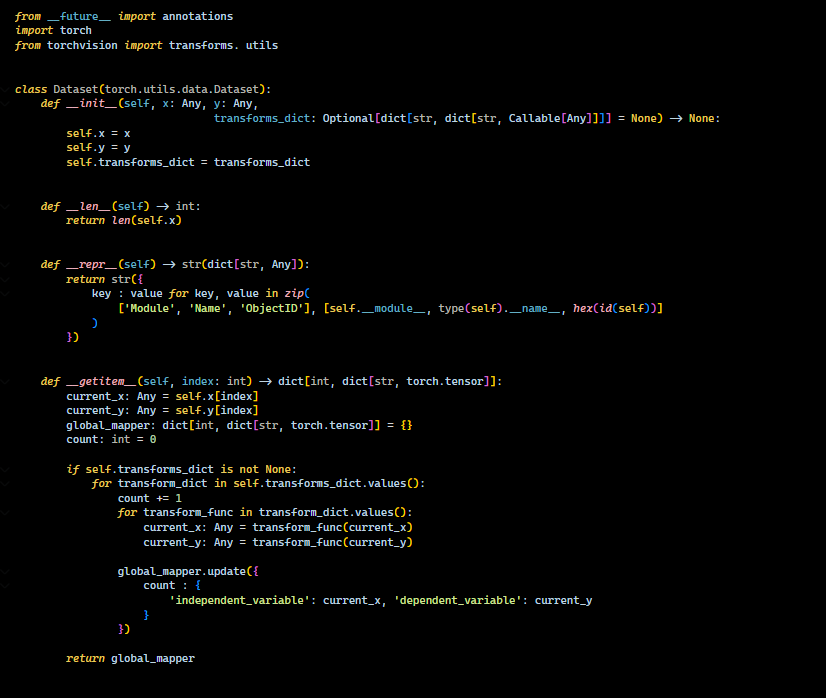 from __future__ import annotations
import torch
from torchvision import transforms. utils
class Dataset(torch.utils.data.Dataset):
    def __init__(self, x: Any, y: Any,
                               transforms_dict: Optional[dict[str, dict[str, Callable[Any]]]] = None) -> None:
        self.x = x
        self.y = y
        self.transforms_dict = transforms_dict
    def __len__(self) -> int:
        return len(self.x)
    def __repr__(self) -> str(dict[str, Any]):
        return str({
            key : value for key, value in zip(
                ['Module', 'Name', 'ObjectID'], [self.__module__, type(self).__name__, hex(id(self))]
            )
        })
    def __getitem__(self, index: int) -> dict[int, dict[str, torch.tensor]]:
        current_x: Any = self.x[index]
        current_y: Any = self.y[index]
        global_mapper: dict[int, dict[str, torch.tensor]] = {}
        count: int = 0
        if self.transforms_dict is not None:
            for transform_dict in self.transforms_dict.values():
                count += 1
                for transform_func in transform_dict.values():
                    current_x: Any = transform_func(current_x)
                    current_y: Any = transform_func(current_y)
                global_mapper.update({
                    count : {
                        'independent_variable': current_x, 'dependent_variable': current_y
                    }
                })
        return global_mapper